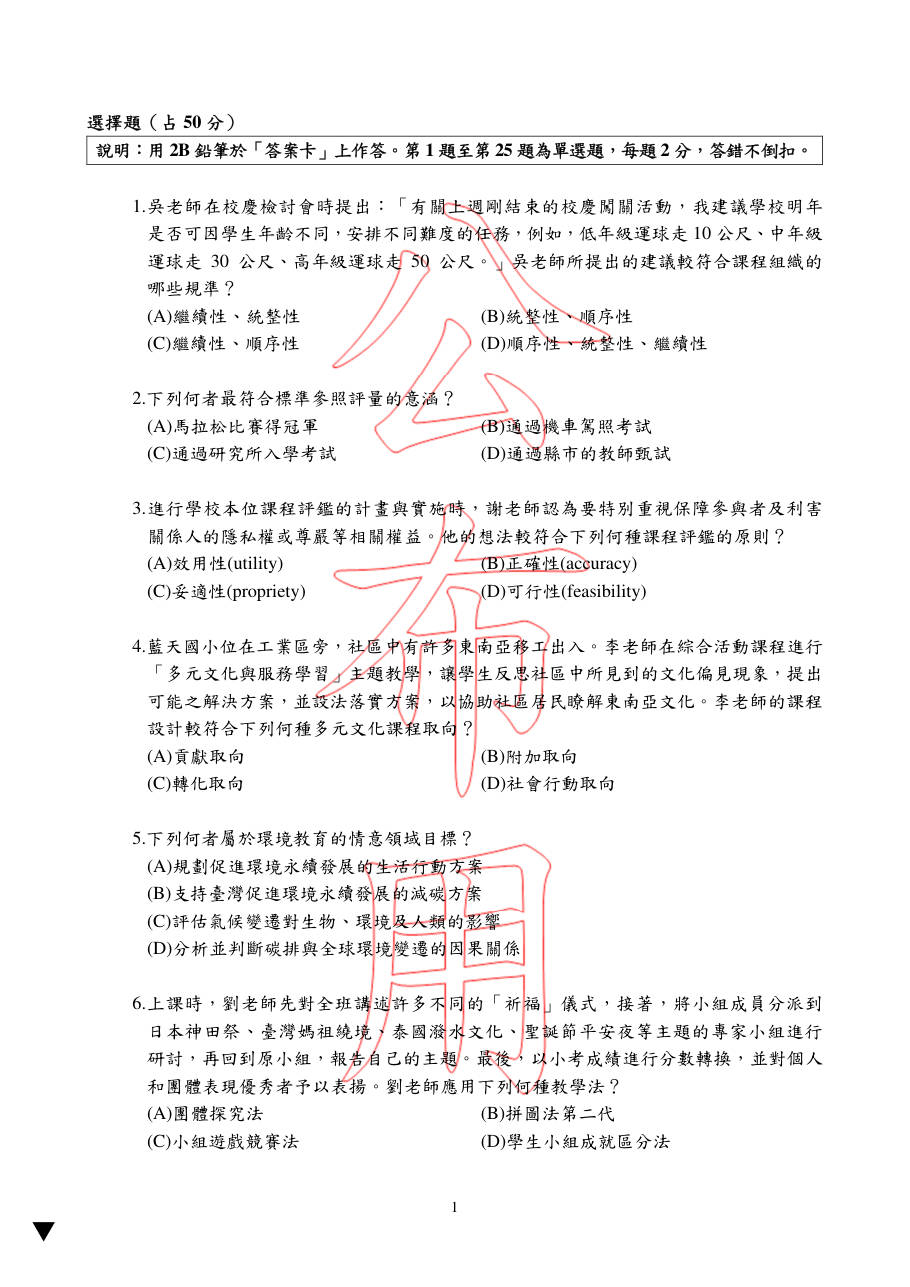 選擇題（占 50 分）
說明：用 2B 鉛筆於「答案卡」上作答。第 1 題至第 25 題為單選題，每題 2 分，答錯不倒扣。
1.吳老師在校慶檢討會時提出：「有關上週剛結束的校慶闖關活動，我建議學校明年
是否可因學生年齡不同，安排不同難度的任務，例如，低年級運球走 10 公尺、中年級
運球走 30 公尺、高年級運球走 50 公尺。」吳老師所提出的建議較符合課程組織的
哪些規準？
(A)繼續性、統整性 (B)統整性、順序性
(C)繼續性、順序性 (D)順序性、統整性、繼續性
2.下列何者最符合標準參照評量的意涵？
(A)馬拉松比賽得冠軍 (B)通過機車駕照考試
(C)通過研究所入學考試 (D)通過縣市的教師甄試
3.進行學校本位課程評鑑的計畫與實施時，謝老師認為要特別重視保障參與者及利害
關係人的隱私權或尊嚴等相關權益。他的想法較符合下列何種課程評鑑的原則？
(A)效用性(utility) (B)正確性(accuracy)
(C)妥適性(propriety) (D)可行性(feasibility)
4.藍天國小位在工業區旁，社區中有許多東南亞移工出入。李老師在綜合活動課程進行
「多元文化與服務學習」主題教學，讓學生反思社區中所見到的文化偏見現象，提出
可能之解決方案，並設法落實方案，以協助社區居民瞭解東南亞文化。李老師的課程
設計較符合下列何種多元文化課程取向？
(A)貢獻取向 (B)附加取向
(C)轉化取向 (D)社會行動取向
5.下列何者屬於環境教育的情意領域目標？
(A)規劃促進環境永續發展的生活行動方案
(B)支持臺灣促進環境永續發展的減碳方案
(C)評估氣候變遷對生物、環境及人類的影響
(D)分析並判斷碳排與全球環境變遷的因果關係
6.上課時，劉老師先對全班講述許多不同的「祈福」儀式，接著，將小組成員分派到
日本神田祭、臺灣媽祖繞境、泰國潑水文化、聖誕節平安夜等主題的專家小組進行
研討，再回到原小組，報告自己的主題。最後，以小考成績進行分數轉換，並對個人
和團體表現優秀者予以表揚。劉老師應用下列何種教學法？
(A)團體探究法 (B)拼圖法第二代
(C)小組遊戲競賽法 (D)學生小組成就區分法
1
公
布
用